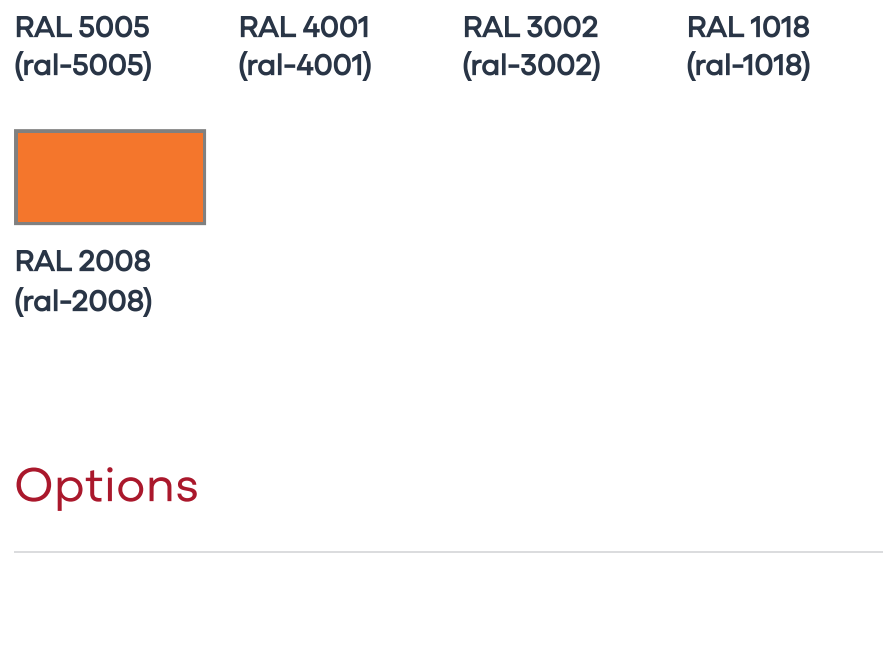 RAL 5005 RAL 4001 RAL 3002 RAL 1018
(ral-5005) (ral-4001) (ral-3002) (ral-1018)
RAL 2008
(ral-2008)
Options